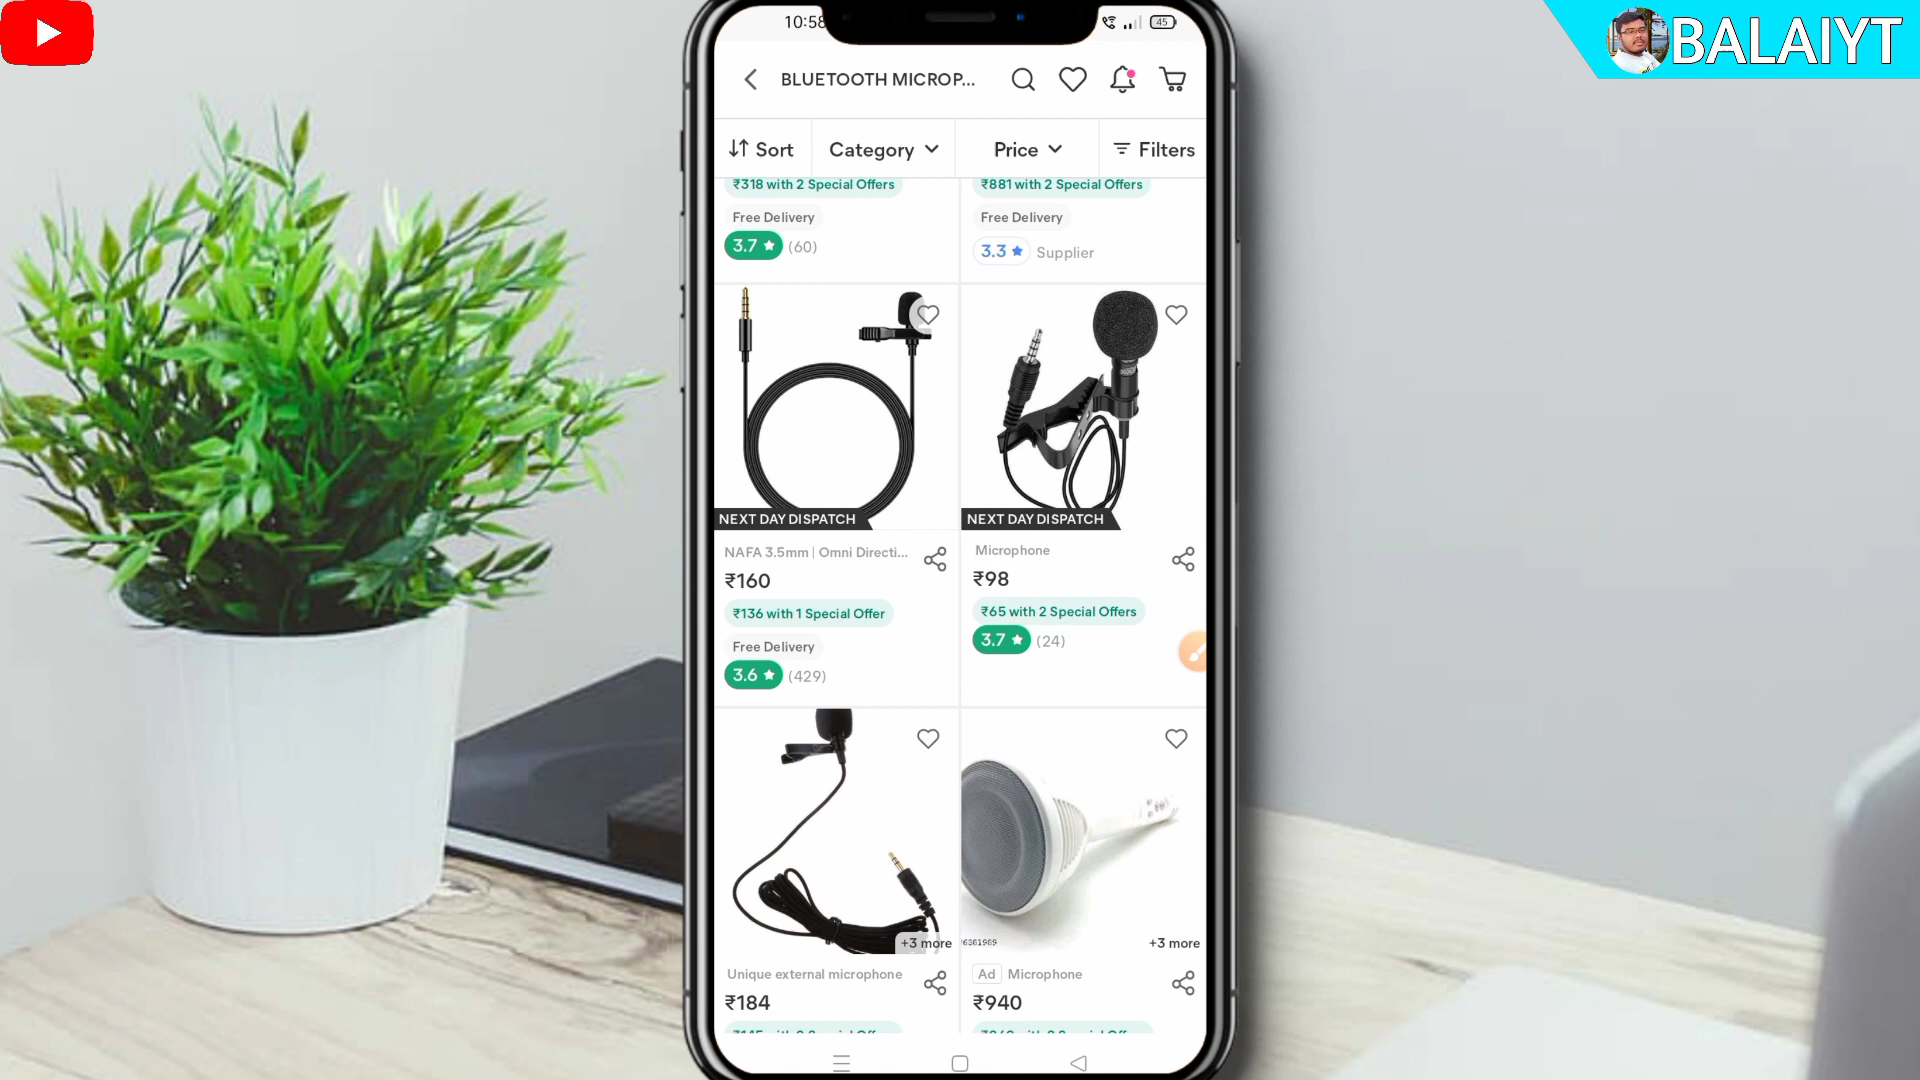 BALAIYT
10:58
45
BLUETOOTH MICROP...
Sort Category Price Filters
₹318 with 2 Special Offers
₹881 with 2 Special Offers
Free Delivery
Free Delivery
3.7 (60)
3.3 Supplier
NEXT DAY DISPATCH
NEXT DAY DISPATCH
NAFA 3.5mm | Omni Directi...
Microphone
₹160
₹98
₹136 with 1 Special Offer
₹65 with 2 Special Offers
Free Delivery
3.7 (24)
3.6 (429)
+3 more
+3 more
Unique external microphone
Ad Microphone
₹184
₹940